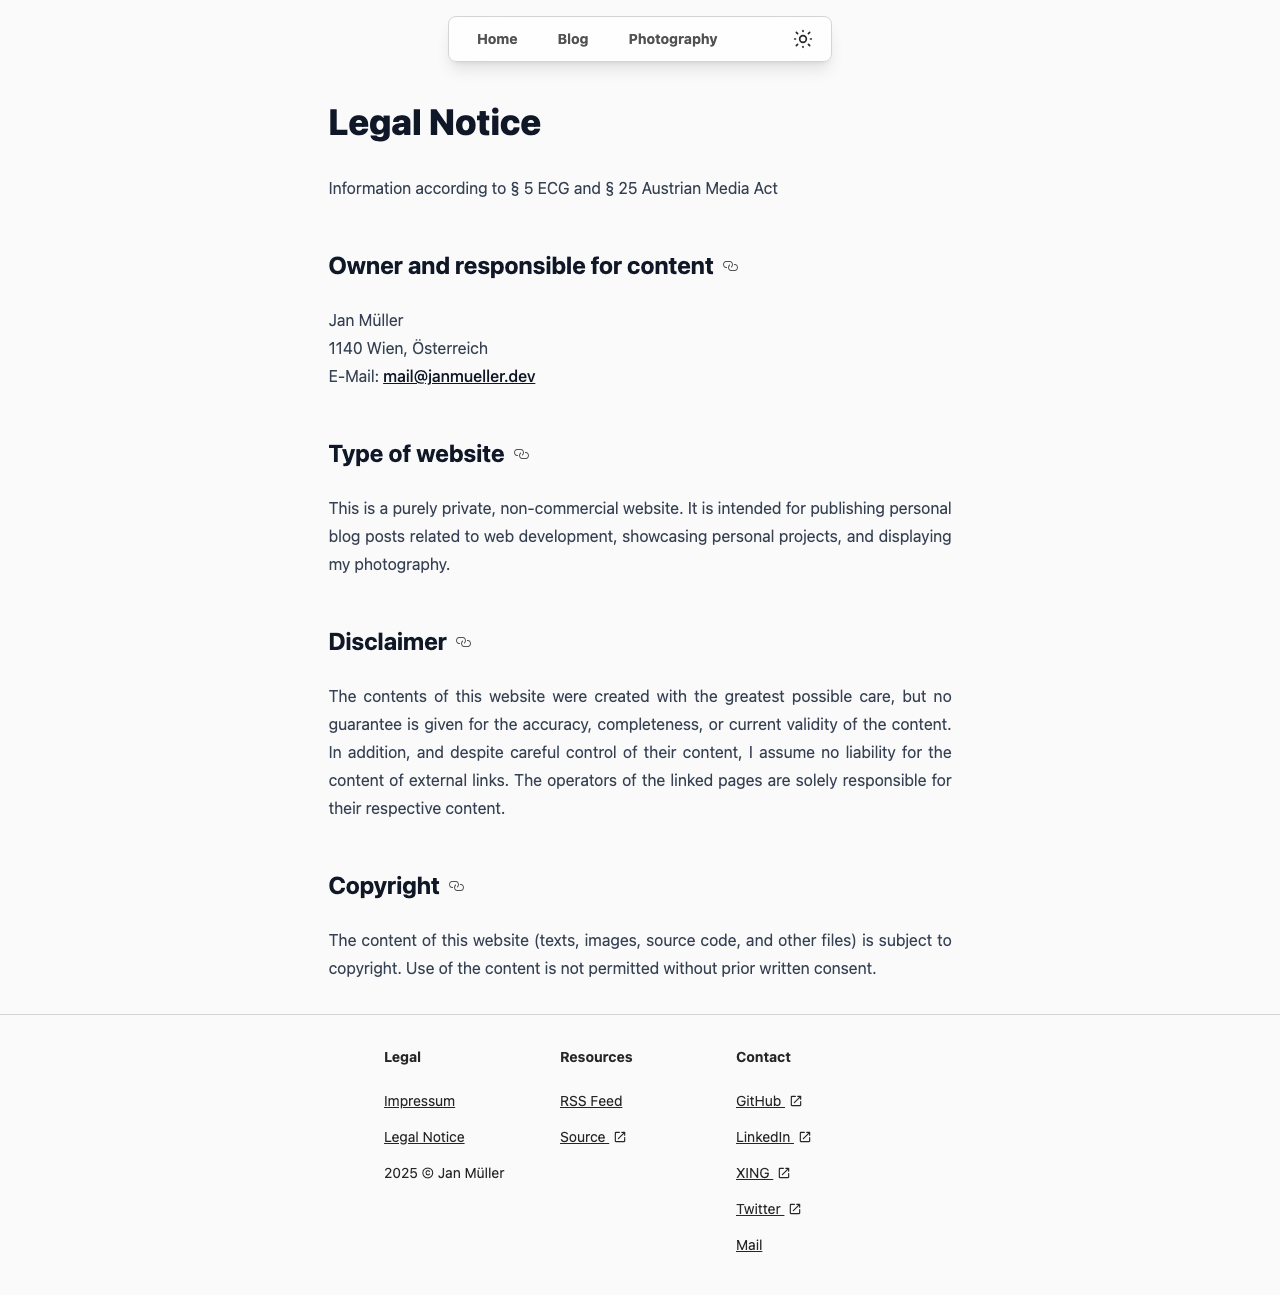 Home Blog Photography
Legal Notice
Information according to § 5 ECG and § 25 Austrian Media Act
Owner and responsible for content
Jan Müller
1140 Wien, Österreich
E-Mail: mail@janmueller.dev
Type of website
This is a purely private, non-commercial website. It is intended for publishing personal
blog posts related to web development, showcasing personal projects, and displaying
my photography.
Disclaimer
The contents of this website were created with the greatest possible care, but no
guarantee is given for the accuracy, completeness, or current validity of the content.
In addition, and despite careful control of their content, I assume no liability for the
content of external links. The operators of the linked pages are solely responsible for
their respective content.
Copyright
The content of this website (texts, images, source code, and other files) is subject to
copyright. Use of the content is not permitted without prior written consent.
Legal
Impressum
Legal Notice
2025 © Jan Müller
Resources
RSS Feed
Source
Contact
GitHub
LinkedIn
XING
Twitter
Mail